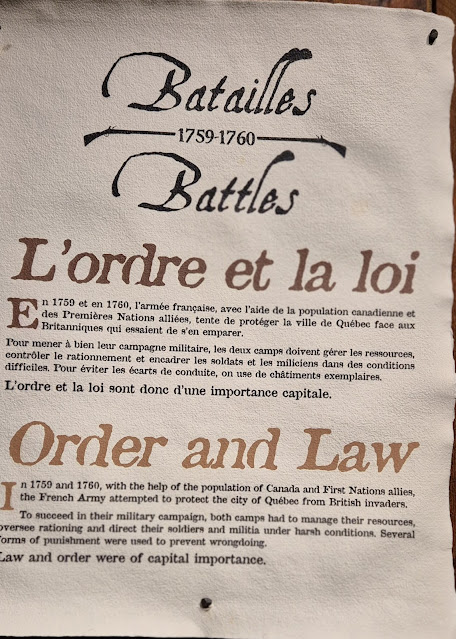 Batailles
1759-1760
Battles
L'ordre et la loi
En 1759 et en 1760, l'armée française, avec l'aide de la population canadienne et
des Premières Nations alliées, tente de protéger la ville de Québec face aux
Britanniques qui essaient de s'en emparer.
Pour mener à bien leur campagne militaire, les deux camps doivent gérer les ressources,
contrôler le rationnement et encadrer les soldats et les miliciens dans des conditions
difficiles. Pour éviter les écarts de conduite, on use de châtiments exemplaires.
L'ordre et la loi sont donc d'une importance capitale.
Order and Law
In 1759 and 1760, with the help of the population of Canada and First Nations allies,
the French Army attempted to protect the city of Québec from British invaders.
To succeed in their military campaign, both camps had to manage their resources,
oversee rationing and direct their soldiers and militia under harsh conditions. Several
forms of punishment were used to prevent wrongdoing.
Law and order were of capital importance.